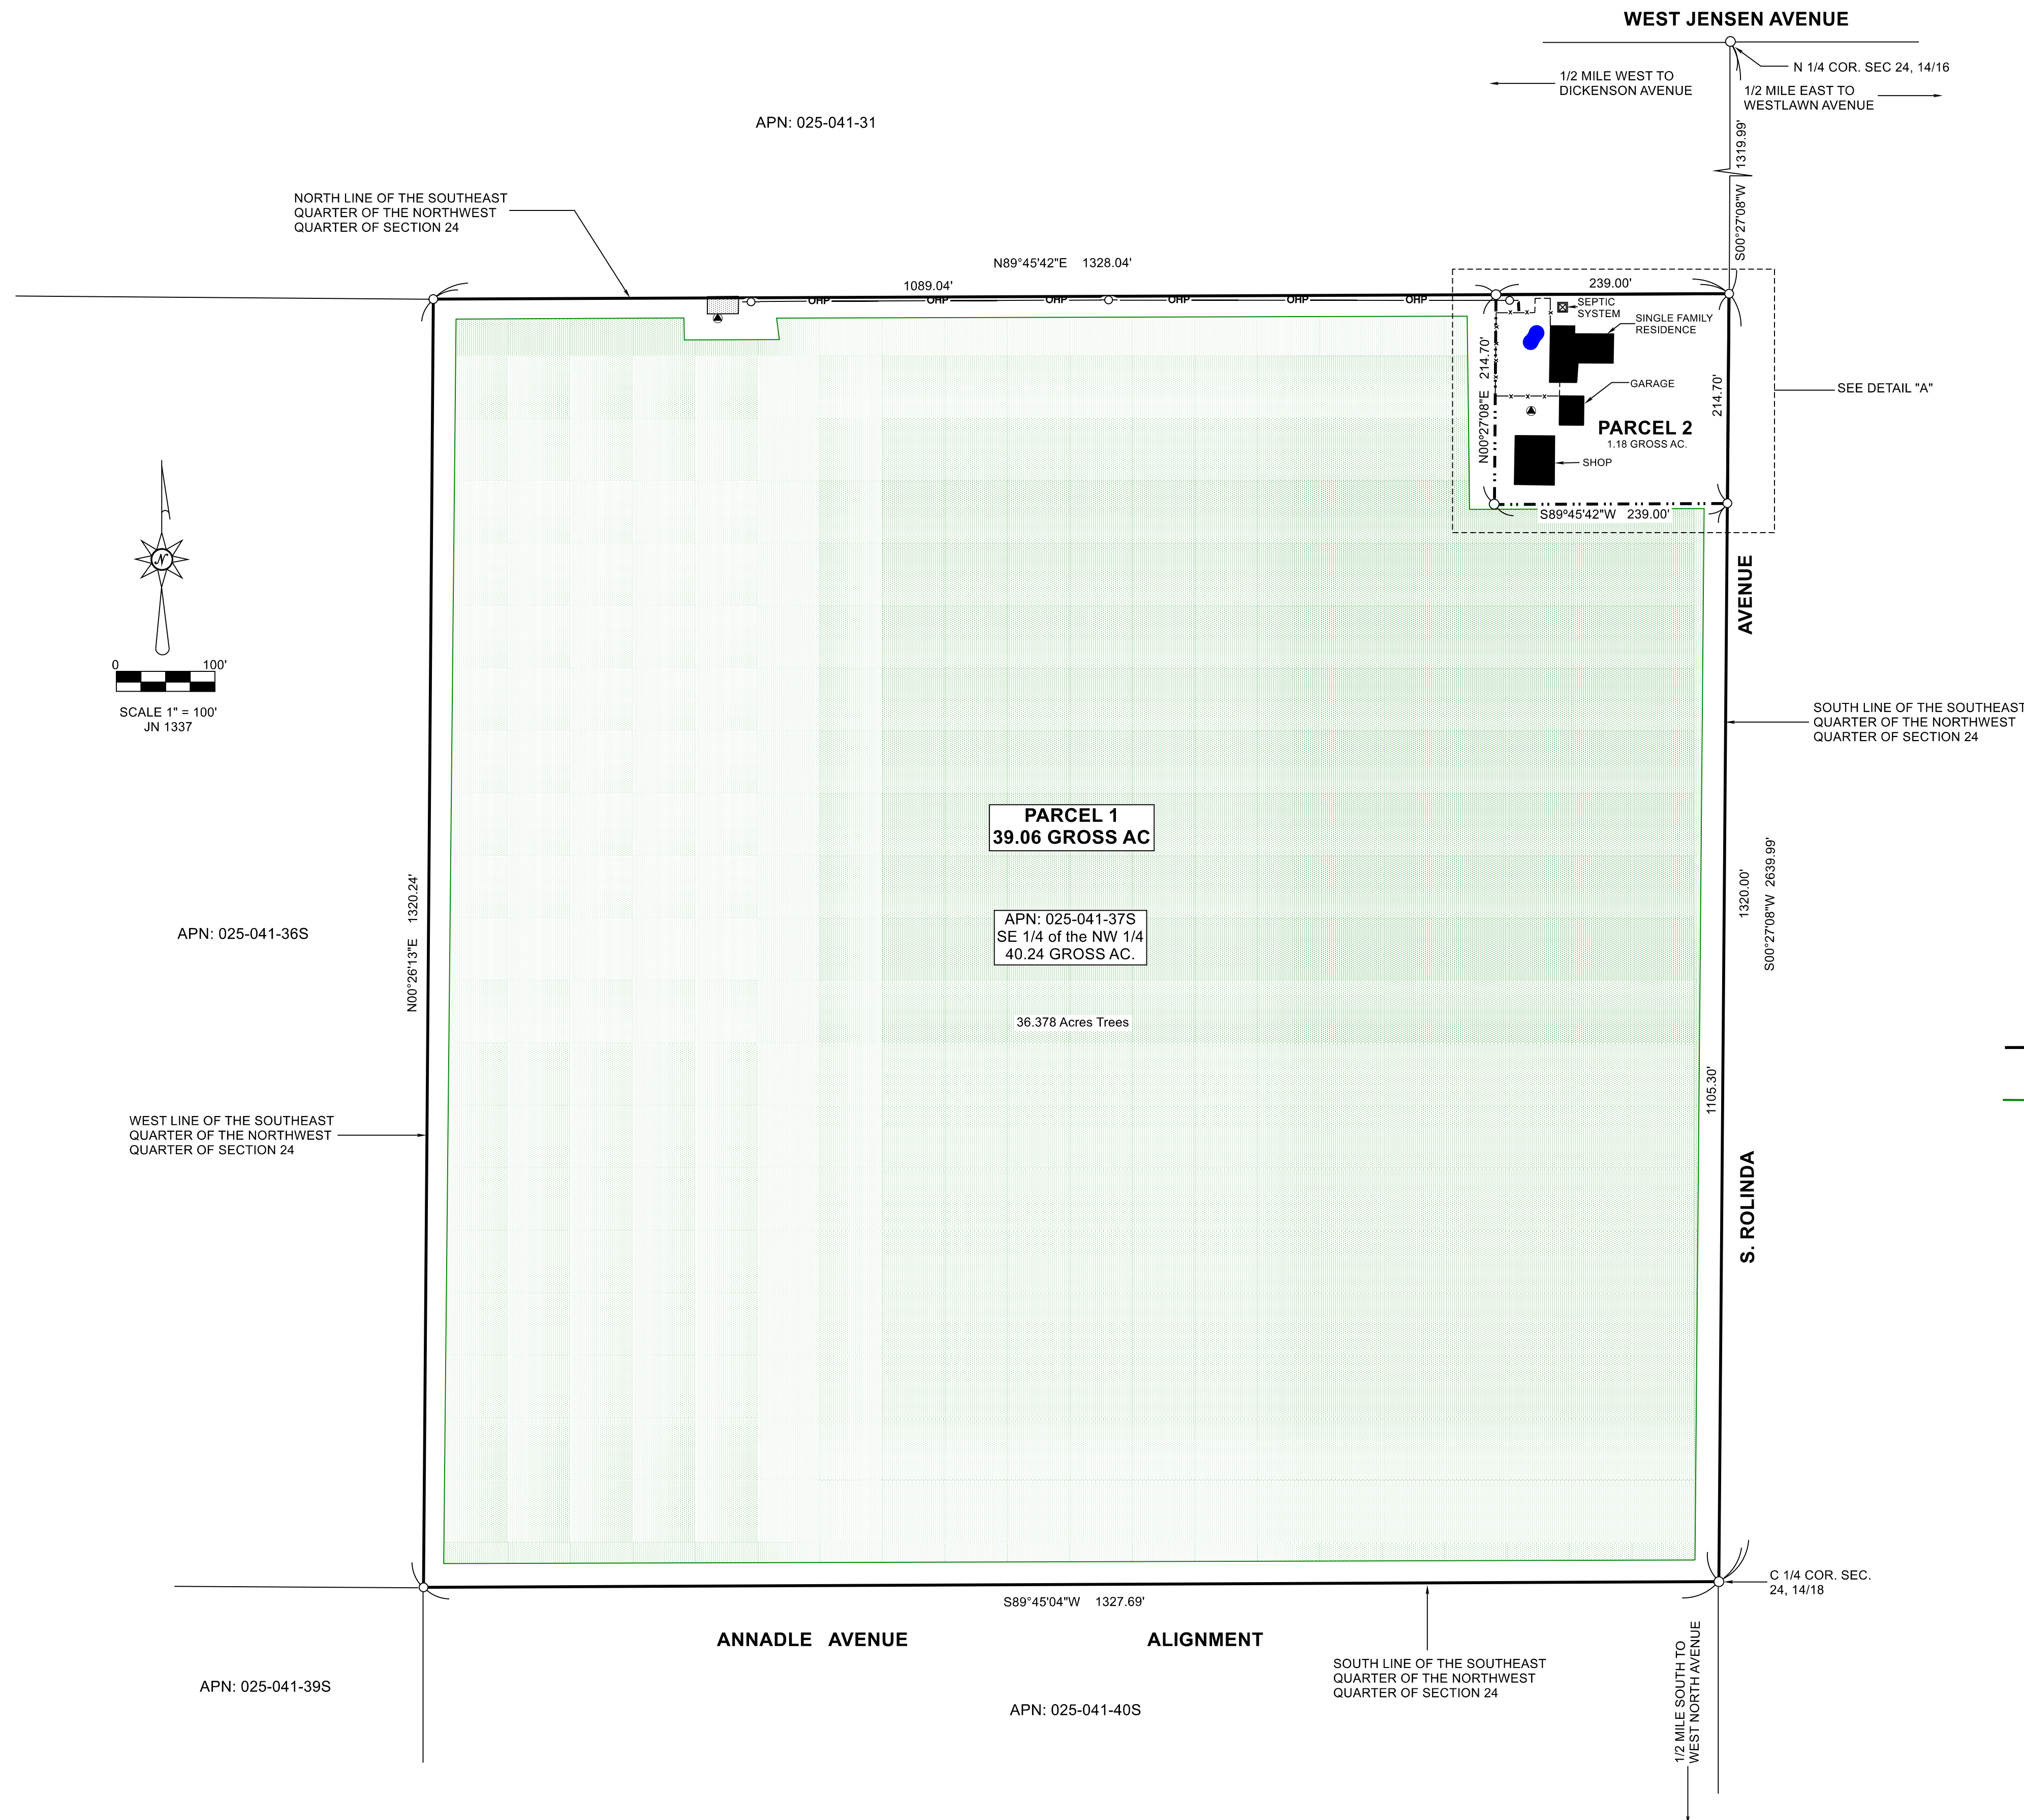 WEST JENSEN AVENUE
N 1/4 COR. SEC 24, 14/16
1/2 MILE WEST TO
DICKENSON AVENUE
1/2 MILE EAST TO
WESTLAWN AVENUE
APN: 025-041-31
S00°27'08"W 1319.99'
NORTH LINE OF THE SOUTHEAST
QUARTER OF THE NORTHWEST
QUARTER OF SECTION 24
N89°45'42"E 1328.04'
1089.04'
239.00'
OHP OHP OHP OHP OHP OHP
SEPTIC
SYSTEM
SINGLE FAMILY
RESIDENCE
N00°27'08"E 214.70'
GARAGE
214.70'
SEE DETAIL "A"
PARCEL 2
1.18 GROSS AC.
SHOP
S89°45'42"W 239.00'
N
0 100'
SCALE 1" = 100'
JN 1337
AVENUE
SOUTH LINE OF THE SOUTHEAST
QUARTER OF THE NORTHWEST
QUARTER OF SECTION 24
PARCEL 1
39.06 GROSS AC
APN: 025-041-37S
SE 1/4 of the NW 1/4
40.24 GROSS AC.
36.378 Acres Trees
APN: 025-041-36S
N00°26'13"E 1320.24'
1320.00'
S00°27'08"W 2639.99'
1105.30'
WEST LINE OF THE SOUTHEAST
QUARTER OF THE NORTHWEST
QUARTER OF SECTION 24
S. ROLINDA
C 1/4 COR. SEC.
24, 14/18
S89°45'04"W 1327.69'
ANNADLE AVENUE ALIGNMENT
SOUTH LINE OF THE SOUTHEAST
QUARTER OF THE NORTHWEST
QUARTER OF SECTION 24
APN: 025-041-39S
APN: 025-041-40S
1/2 MILE SOUTH TO
WEST NORTH AVENUE